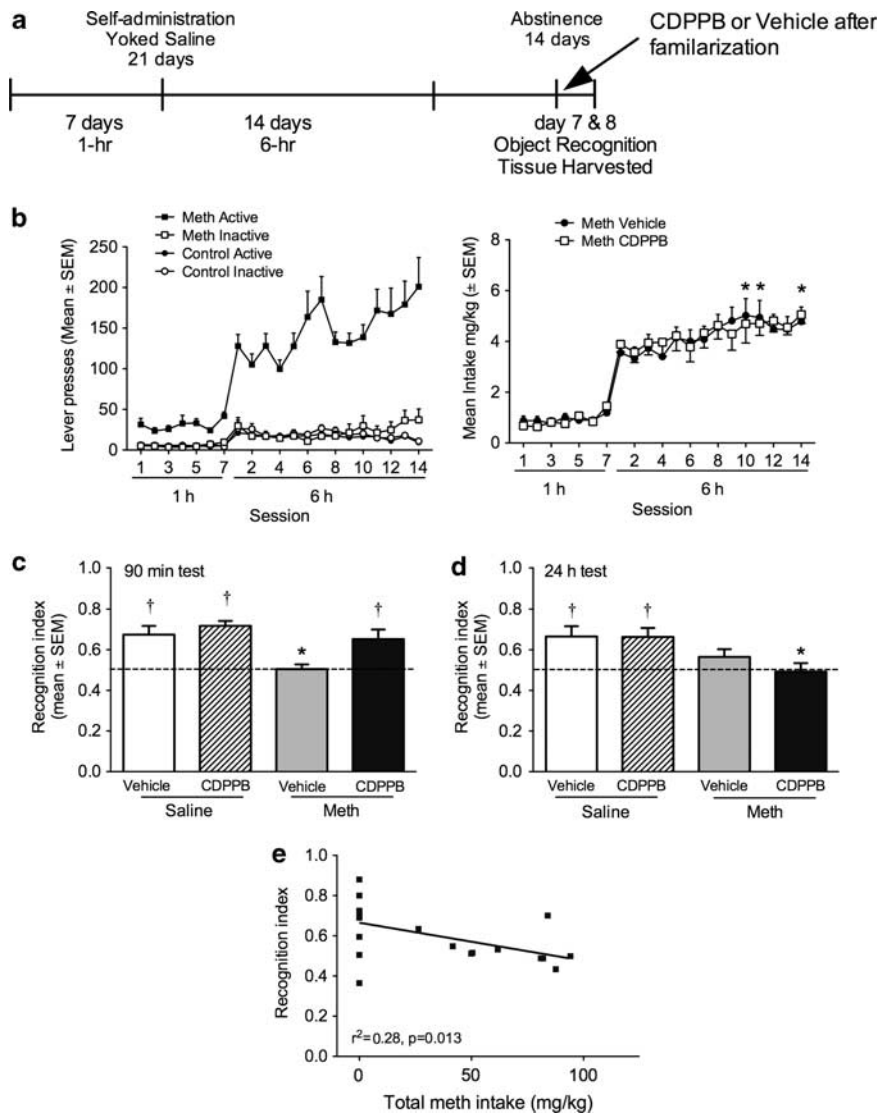 a
Self-administration
Yoked Saline
21 days
Abstinence
14 days
CDPPB or Vehicle after
familarization
7 days
1-hr
14 days
6-hr
day 7 & 8
Object Recognition
Tissue Harvested
b
Meth Active
Meth Inactive
Control Active
Control Inactive
Lever presses (Mean ± SEM)
250
200
150
100
50
0
1 3 5 7 2 4 6 8 10 12 14
1 h 6 h
Session
Meth Vehicle
Meth CDPPB
Mean Intake mg/kg (± SEM)
8
6
4
2
0
* * *
1 3 5 7 2 4 6 8 10 12 14
1 h 6 h
Session
c
90 min test
Recognition index
(mean ± SEM)
1.0
0.8
0.6
0.4
0.2
0.0
† † * †
Vehicle CDPPB Vehicle CDPPB
Saline Meth
d
24 h test
Recognition index
(mean ± SEM)
1.0
0.8
0.6
0.4
0.2
0.0
† † *
Vehicle CDPPB Vehicle CDPPB
Saline Meth
e
Recognition index
1.0
0.8
0.6
0.4
0.2
0.0
r²=0.28, p=0.013
0 50 100
Total meth intake (mg/kg)